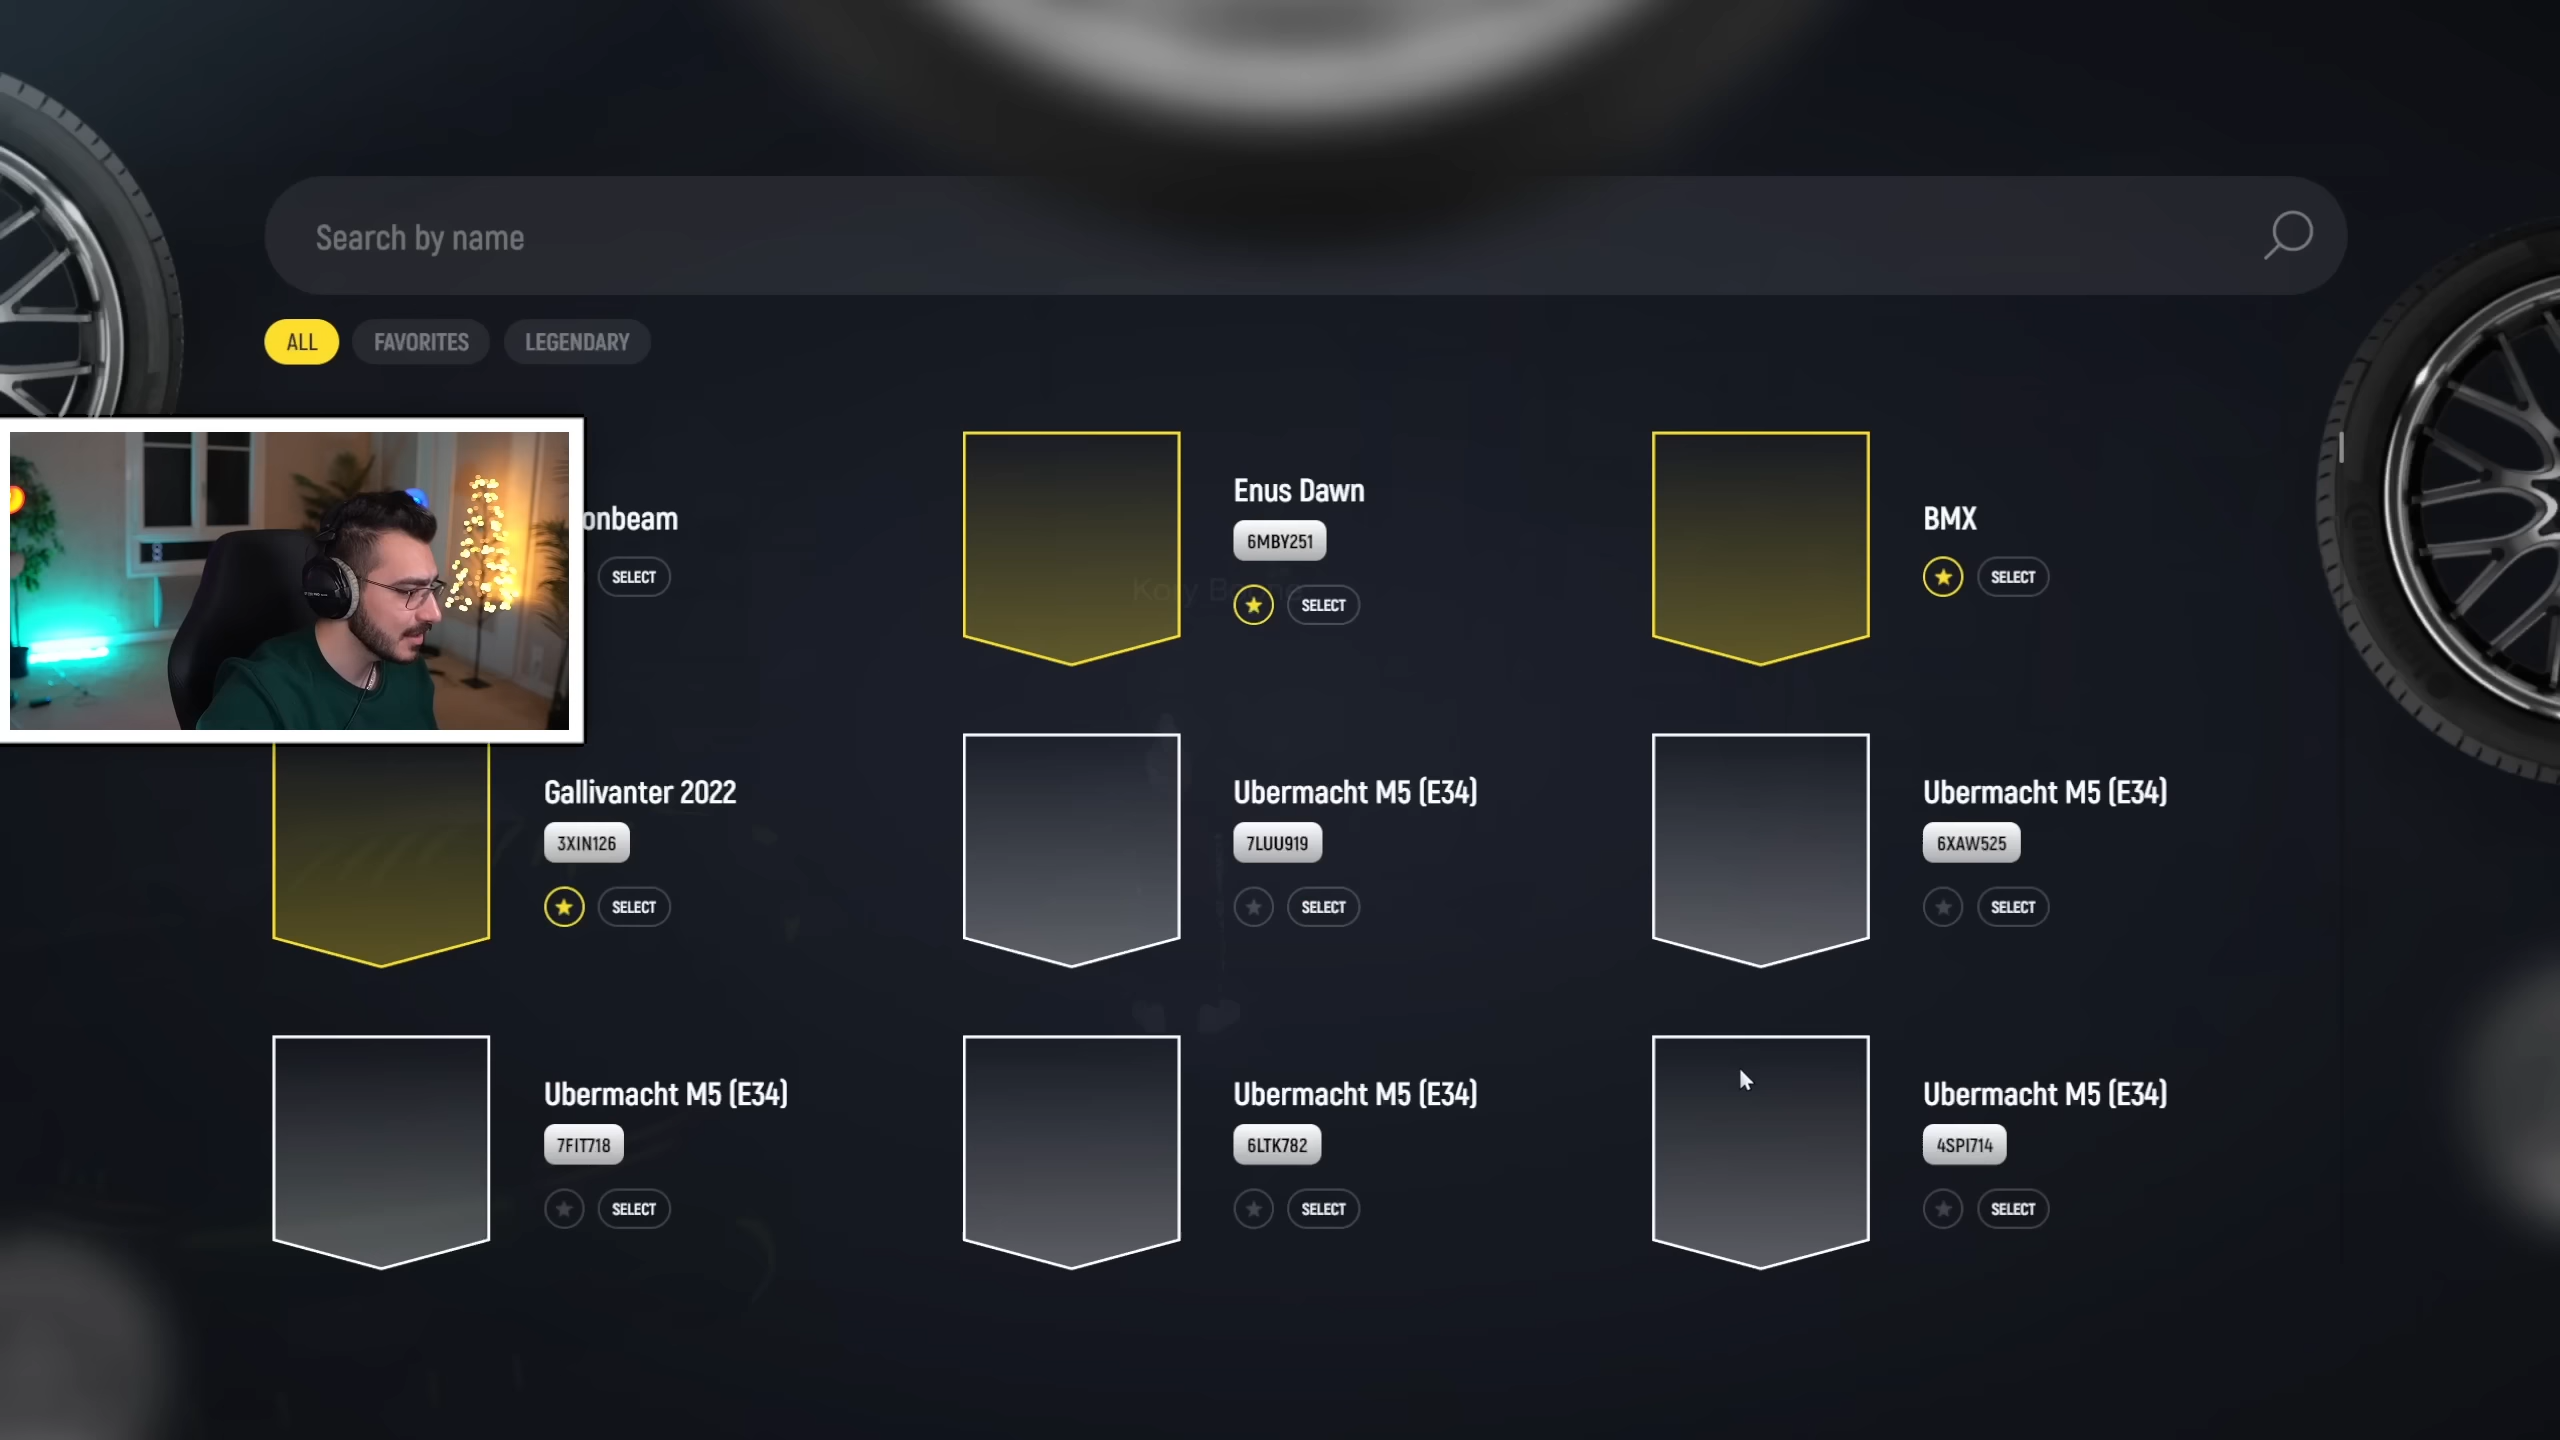 Search by name
ALL
FAVORITES
LEGENDARY
onbeam
SELECT
Enus Dawn
6MBY251
SELECT
BMX
SELECT
Gallivanter 2022
3XIN126
SELECT
Ubermacht M5 (E34)
7LUU919
SELECT
Ubermacht M5 (E34)
6XAW525
SELECT
Ubermacht M5 (E34)
7FIT718
SELECT
Ubermacht M5 (E34)
6LTK782
SELECT
Ubermacht M5 (E34)
4SPI714
SELECT